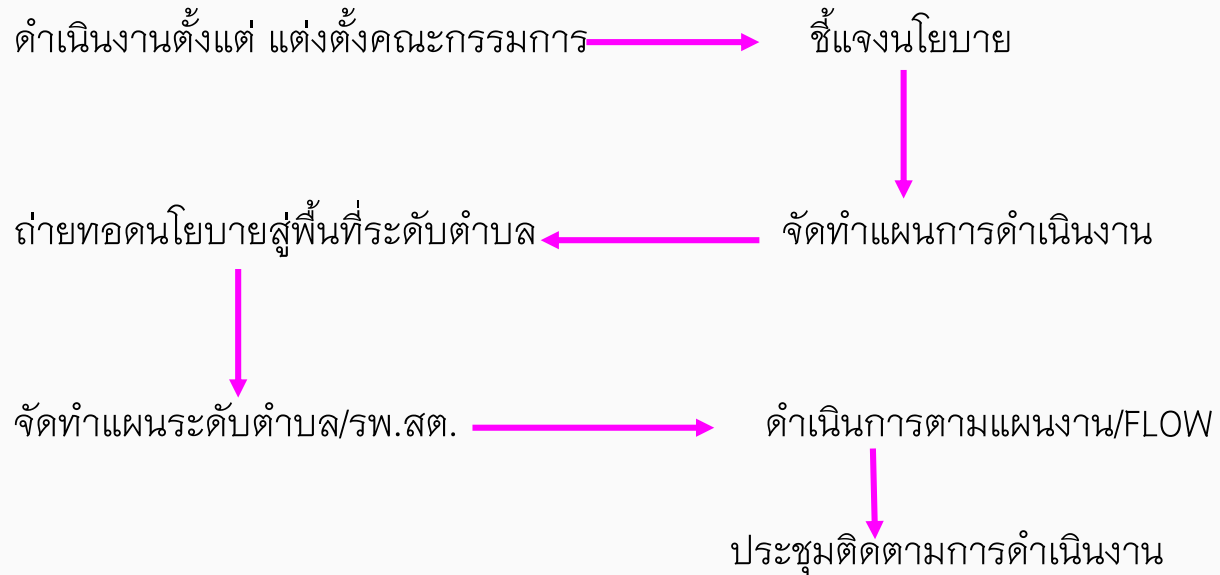 ดำเนินงานตั้งแต่ แต่งตั้งคณะกรรมการ
ชี้แจงนโยบาย
จัดทำแผนการดำเนินงาน
ถ่ายทอดนโยบายสู่พื้นที่ระดับตำบล
จัดทำแผนระดับตำบล/รพ.สต.
ดำเนินการตามแผนงาน/FLOW
ประชุมติดตามการดำเนินงาน